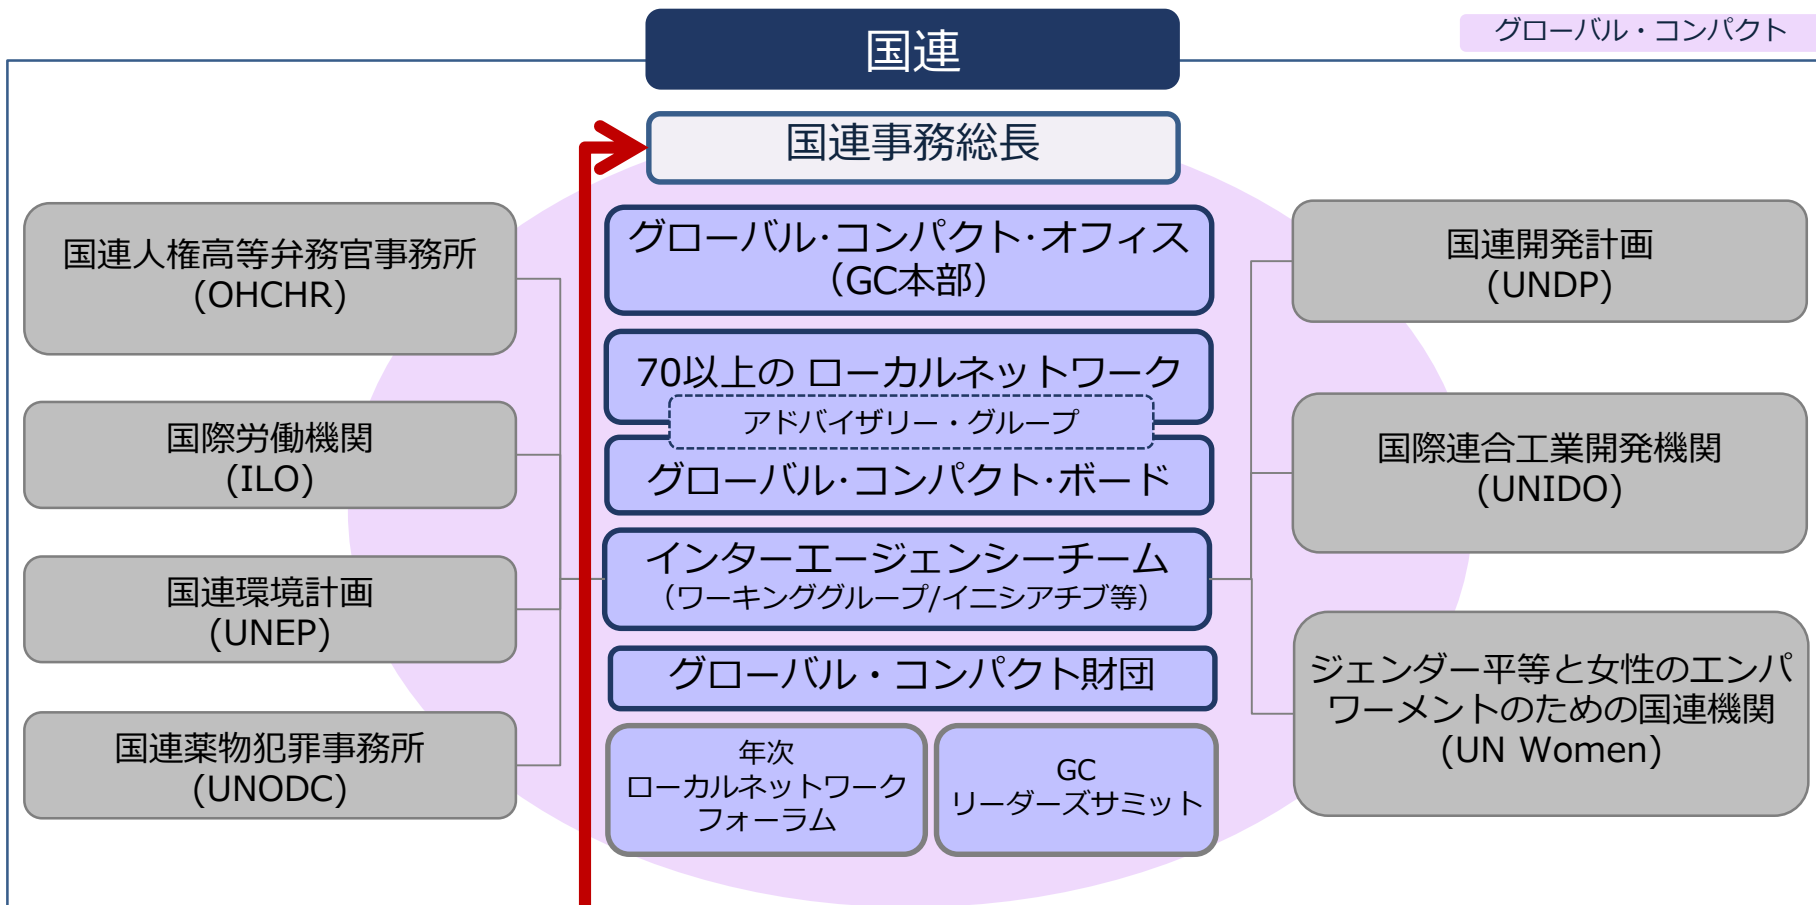 国連
グローバル・コンパクト
国連事務総長
国連人権高等弁務官事務所
(OHCHR)
国際労働機関
(ILO)
国連環境計画
(UNEP)
国連薬物犯罪事務所
(UNODC)
グローバル･コンパクト･オフィス
（GC本部）
70以上の ローカルネットワーク
アドバイザリー・グループ
グローバル･コンパクト･ボード
インターエージェンシーチーム
（ワーキンググループ/イニシアチブ等）
グローバル・コンパクト財団
年次
ローカルネットワーク
フォーラム
GC
リーダーズサミット
国連開発計画
(UNDP)
国際連合工業開発機関
(UNIDO)
ジェンダー平等と女性のエンパ
ワーメントのための国連機関
(UN Women)